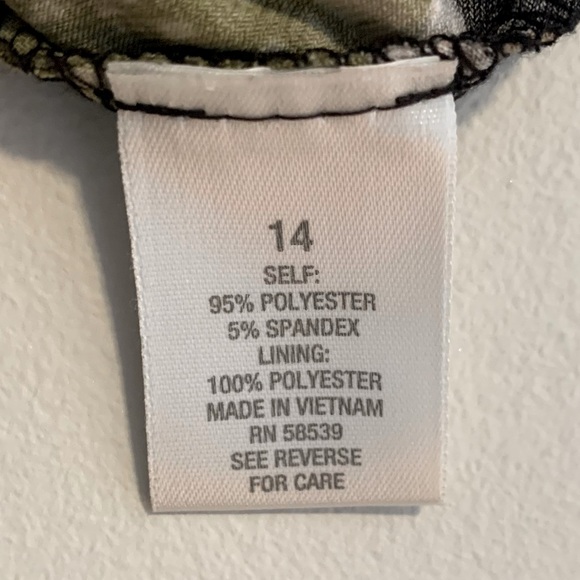 14
SELF:
95% POLYESTER
5% SPANDEX
LINING:
100% POLYESTER
MADE IN VIETNAM
RN 58539
SEE REVERSE
FOR CARE